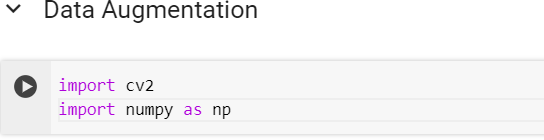 Data Augmentation
import cv2
import numpy as np